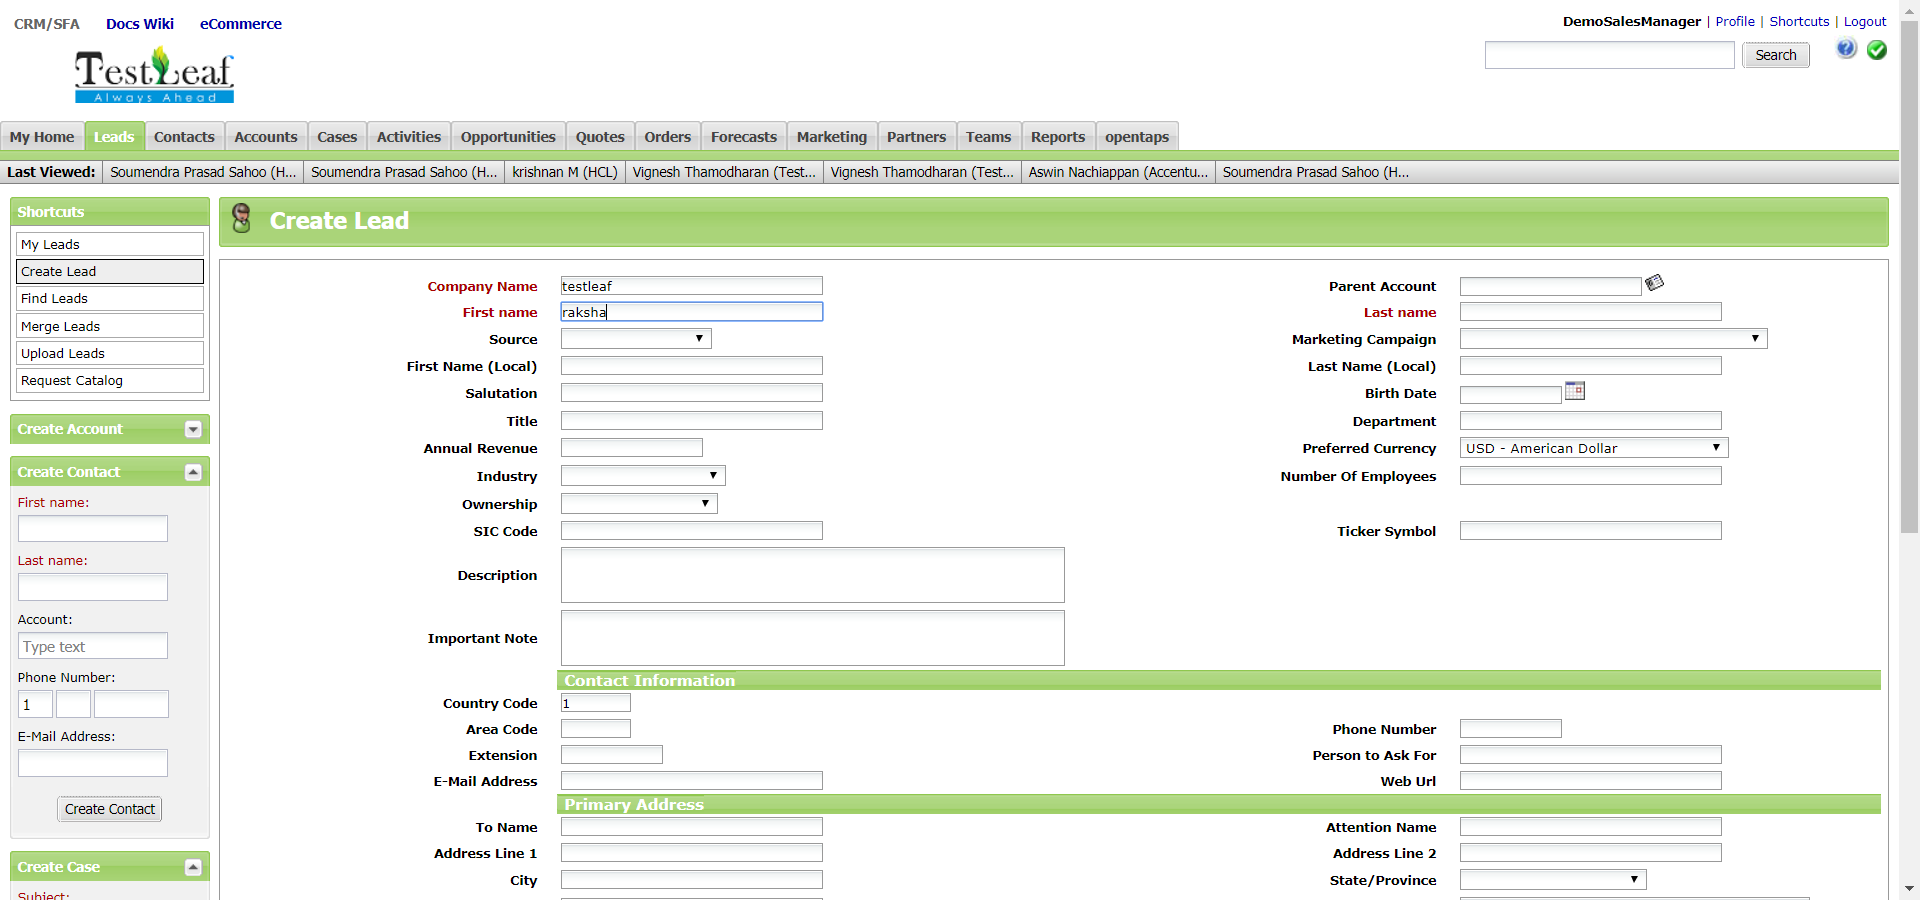 CRM/SFA Docs Wiki eCommerce
DemoSalesManager | Profile | Shortcuts | Logout
TestLeaf
Always Ahead
Search
My Home Leads Contacts Accounts Cases Activities Opportunities Quotes Orders Forecasts Marketing Partners Teams Reports opentaps
Last Viewed: Soumendra Prasad Sahoo (H... Soumendra Prasad Sahoo (H... krishnan M (HCL) Vignesh Thamodharan (Test... Vignesh Thamodharan (Test... Aswin Nachiappan (Accentu... Soumendra Prasad Sahoo (H...
Shortcuts
My Leads
Create Lead
Find Leads
Merge Leads
Upload Leads
Request Catalog
Create Account
Create Contact
First name:
Last name:
Account:
Type text
Phone Number:
1
E-Mail Address:
Create Contact
Create Case
Subject:
Create Lead
Company Name testleaf Parent Account
First name raksha Last name
Source Marketing Campaign
First Name (Local) Last Name (Local)
Salutation Birth Date
Title Department
Annual Revenue Preferred Currency USD - American Dollar
Industry Number Of Employees
Ownership
SIC Code Ticker Symbol
Description
Important Note
Contact Information
Country Code 1
Area Code Phone Number
Extension Person to Ask For
E-Mail Address Web Url
Primary Address
To Name Attention Name
Address Line 1 Address Line 2
City State/Province